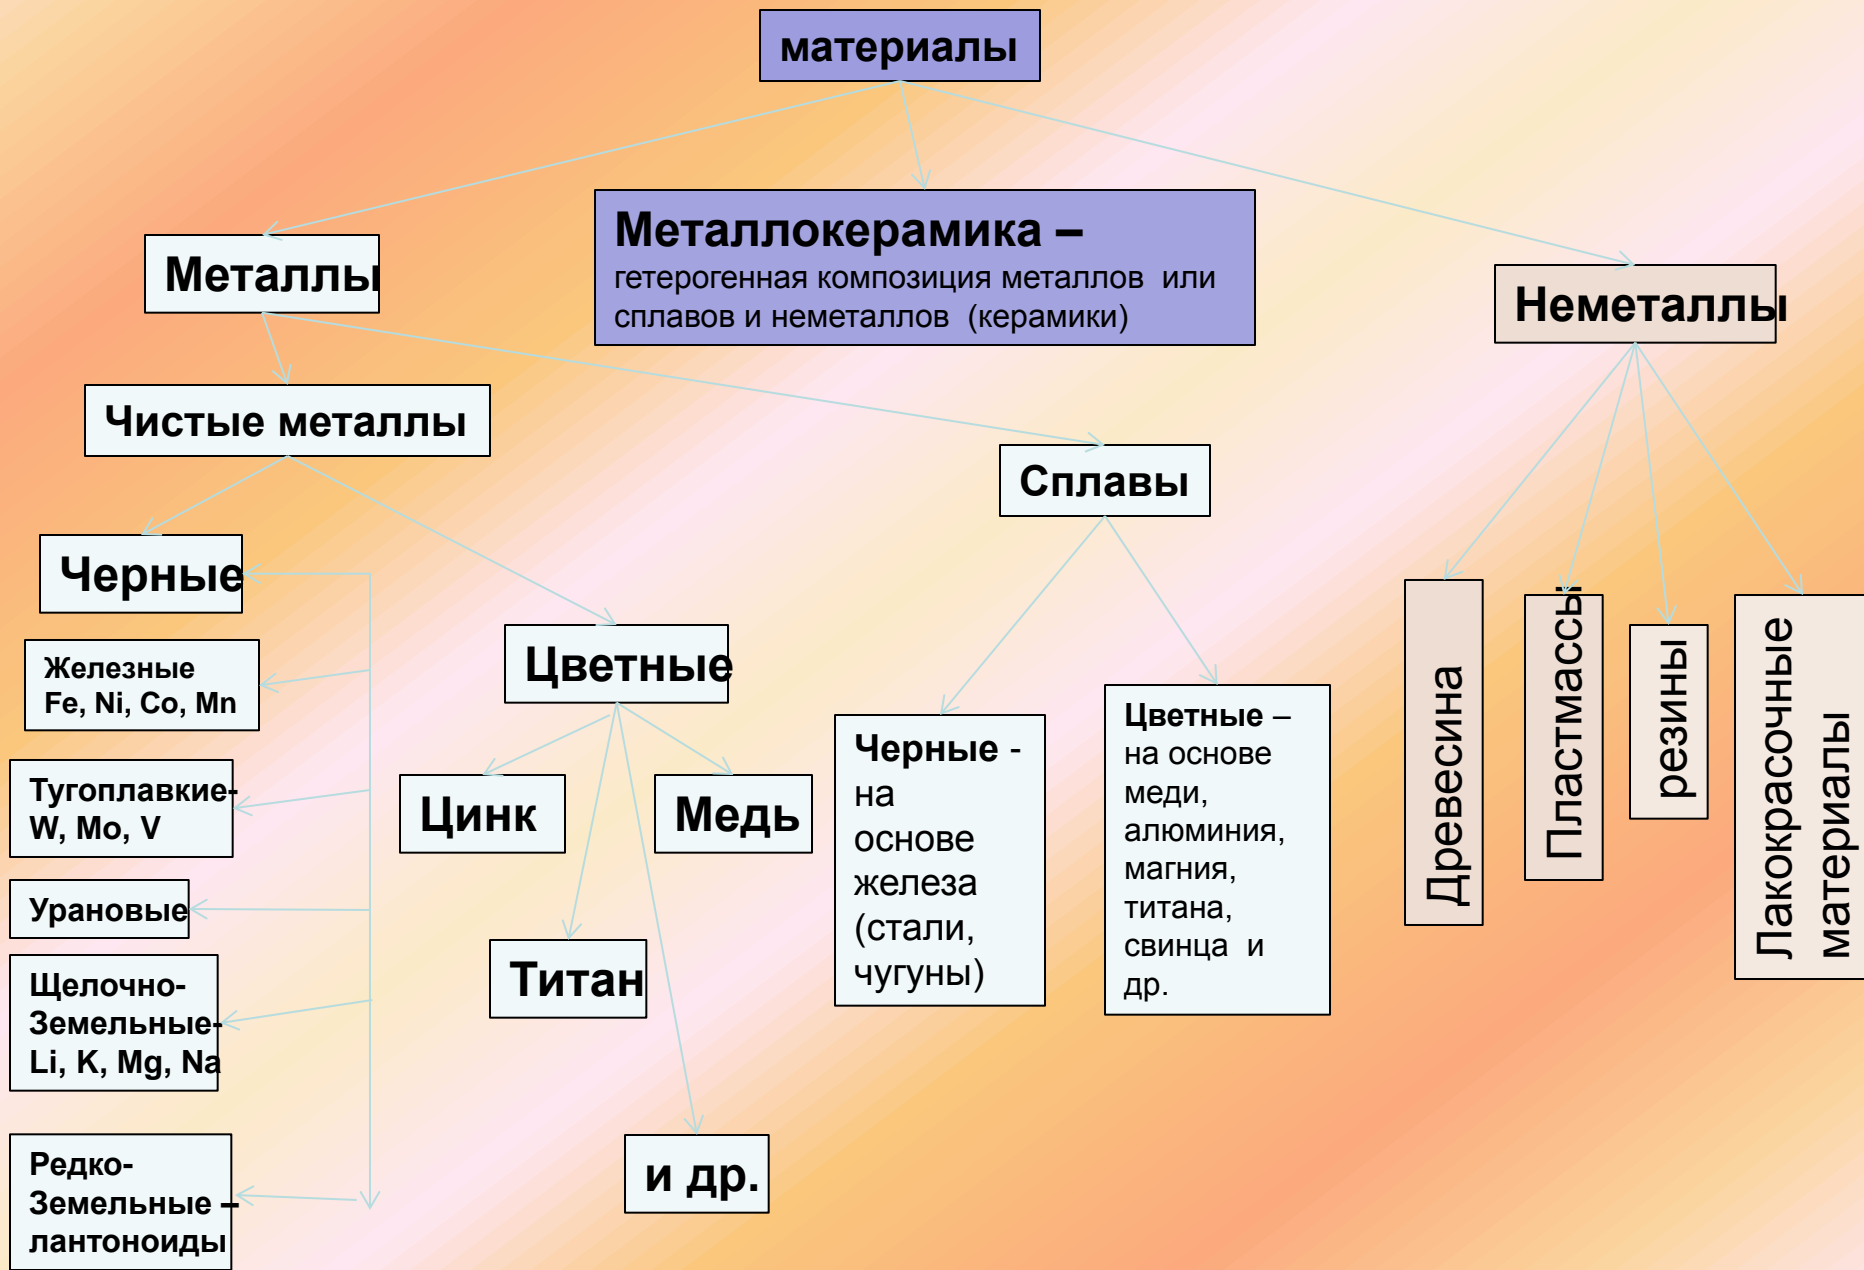 материалы
Металлокерамика –
гетерогенная композиция металлов или
сплавов и неметаллов (керамики)
Металлы
Неметаллы
Чистые металлы
Сплавы
Черные
Железные
Fe, Ni, Co, Mn
Тугоплавкие-
W, Mo, V
Урановые
Щелочно-
Земельные-
Li, K, Mg, Na
Редко-
Земельные –
лантоноиды
Цветные
Цинк
Медь
Титан
и др.
Черные -
на
основе
железа
(стали,
чугуны)
Цветные –
на основе
меди,
алюминия,
магния,
титана,
свинца и
др.
Древесина
Пластмассы
резины
Лакокрасочные
материалы